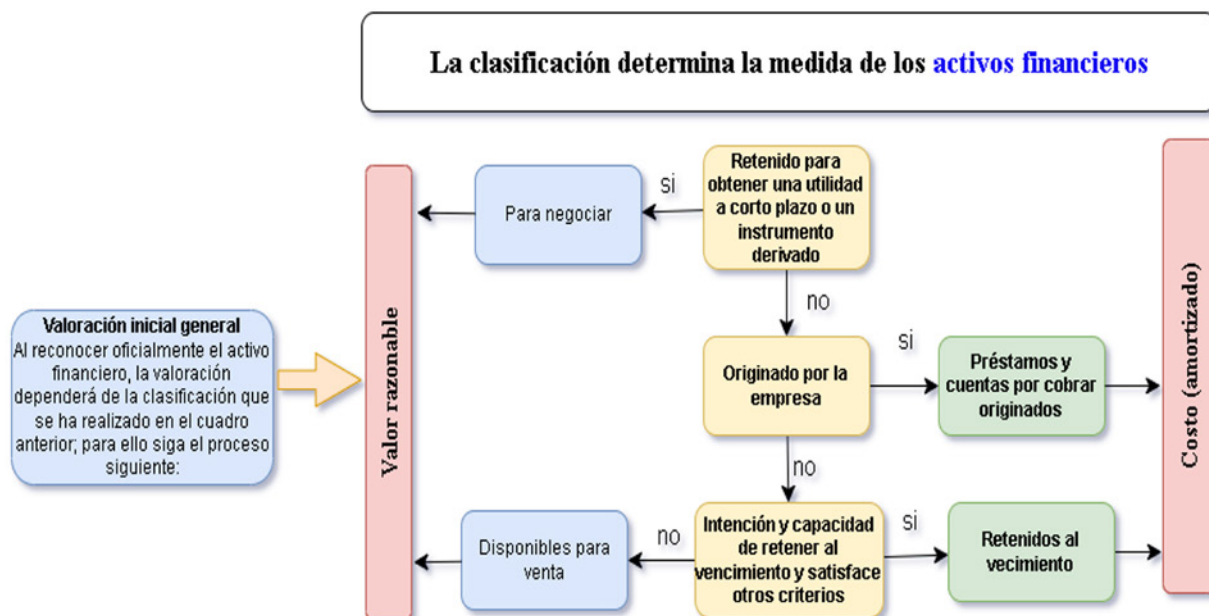 La clasificación determina la medida de los activos financieros
Valoración inicial general
Al reconocer oficialmente el activo
financiero, la valoración
dependerá de la clasificación que
se ha realizado en el cuadro
anterior; para ello siga el proceso
siguiente:
Valor razonable
Para negociar
si
Retenido para
obtener una utilidad
a corto plazo o un
instrumento
derivado
no
Originado por la
empresa
si
Préstamos y
cuentas por cobrar
originados
no
Disponibles para
venta
no
Intención y capacidad
de retener al
vencimiento y satisface
otros criterios
si
Retenidos al
vecimiento
Costo (amortizado)